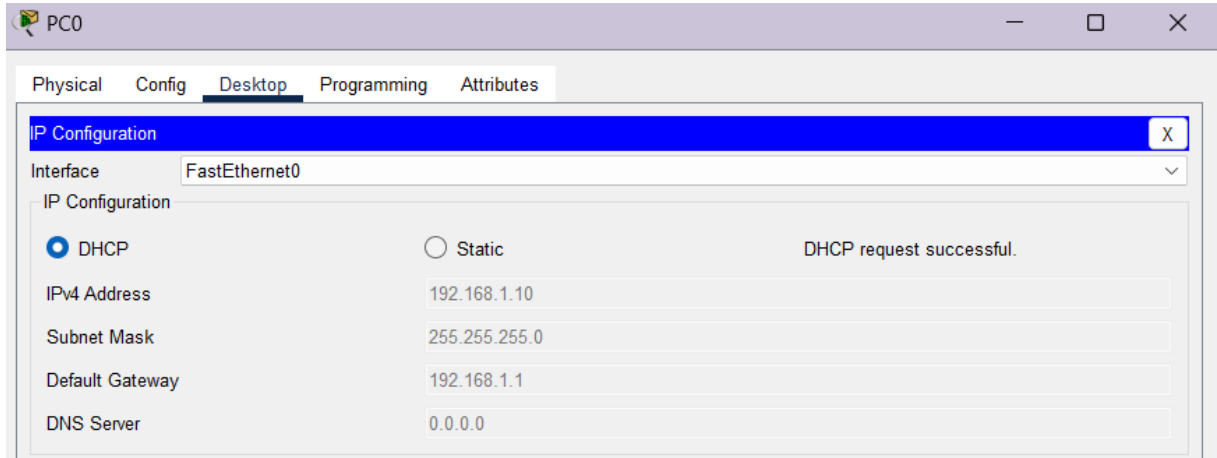 PC0
Physical Config Desktop Programming Attributes
IP Configuration X
Interface FastEthernet0
IP Configuration
DHCP Static DHCP request successful.
IPv4 Address 192.168.1.10
Subnet Mask 255.255.255.0
Default Gateway 192.168.1.1
DNS Server 0.0.0.0